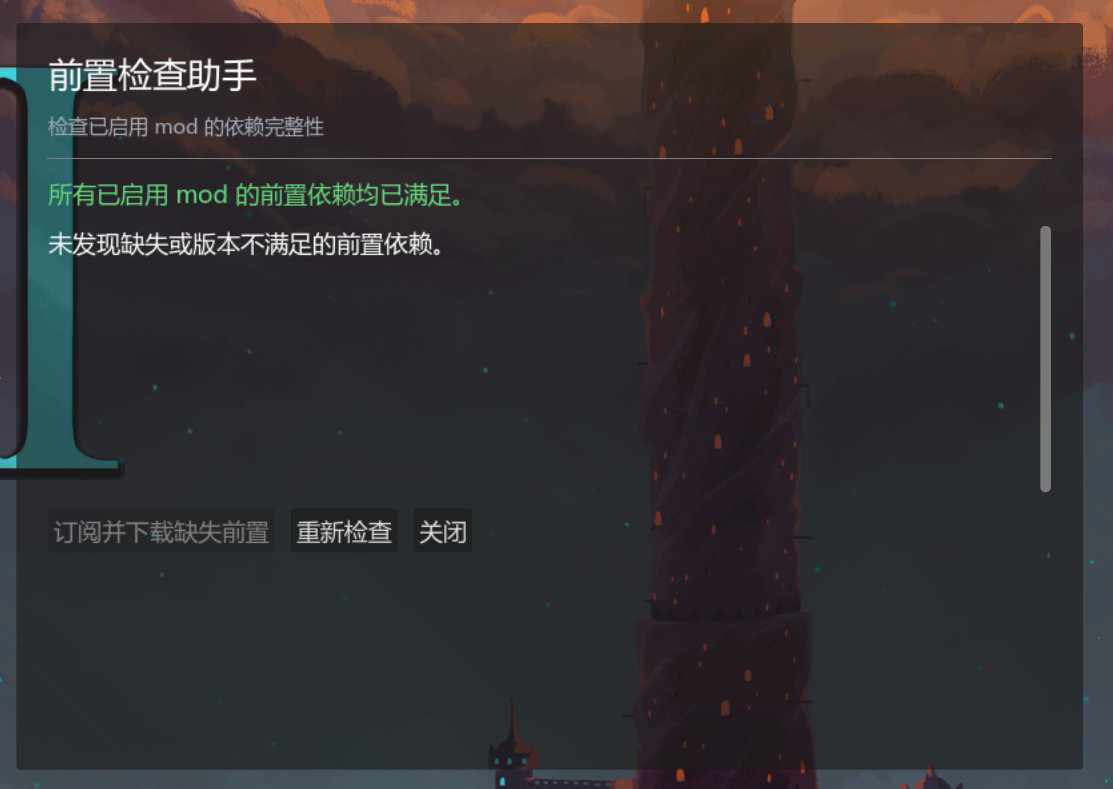 前置检查助手
检查已启用 mod 的依赖完整性
所有已启用 mod 的前置依赖均已满足。
未发现缺失或版本不满足的前置依赖。
订阅并下载缺失前置 重新检查 关闭